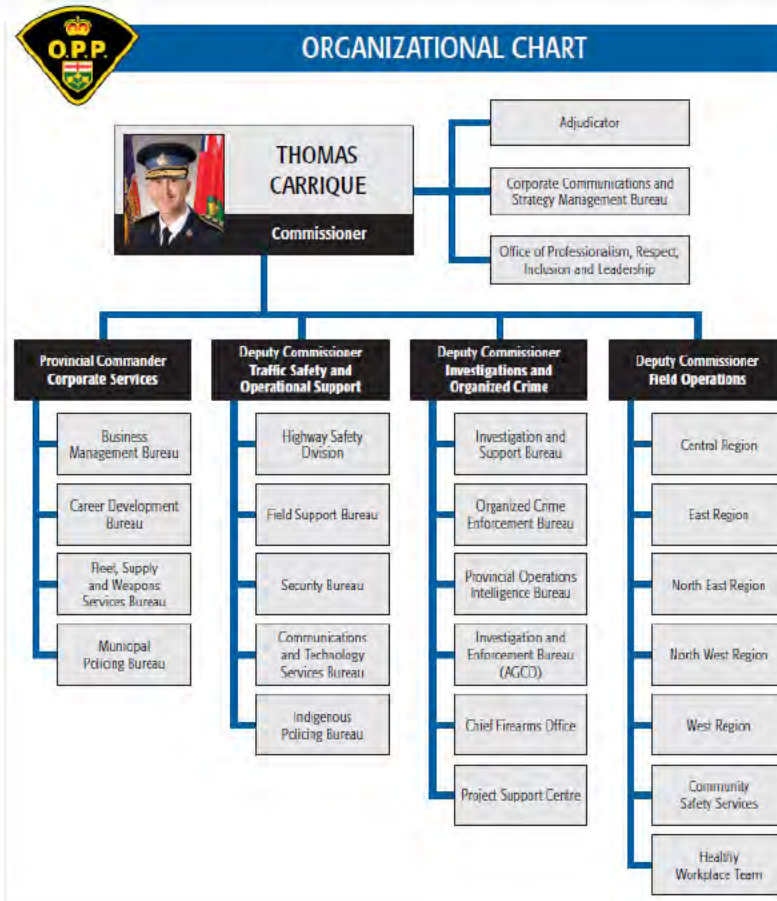 O.P.P.
ORGANIZATIONAL CHART
THOMAS
CARRIQUE
Commissioner
Adjudicator
Corporate Communications and
Strategy Management Bureau
Office of Professionalism, Respect,
Inclusion and Leadership
Provincial Commander
Corporate Services
Business
Management Bureau
Career Development
Bureau
Fleet, Supply
and Weapons
Services Bureau
Municipal
Policing Bureau
Deputy Commissioner
Traffic Safety and
Operational Support
Highway Safety
Division
Field Support Bureau
Security Bureau
Communications
and Technology
Services Bureau
Indigenous
Policing Bureau
Deputy Commissioner
Investigations and
Organized Crime
Investigation and
Support Bureau
Organized Crime
Enforcement Bureau
Provincial Operations
Intelligence Bureau
Investigation and
Enforcement Bureau
(AGCO)
Chief Firearms Office
Project Support Centre
Deputy Commissioner
Field Operations
Central Region
East Region
North East Region
North West Region
West Region
Community
Safety Services
Healthy
Workplace Team